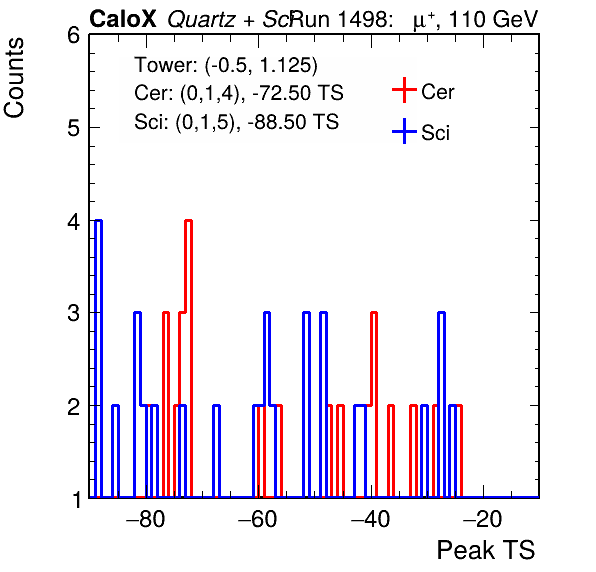 CaloX Quartz + Sci Run 1498: μ⁺, 110 GeV
Counts
6
5
4
3
2
1
Tower: (-0.5, 1.125)
Cer: (0,1,4), -72.50 TS
Sci: (0,1,5), -88.50 TS
Cer
Sci
−80 −60 −40 −20
Peak TS